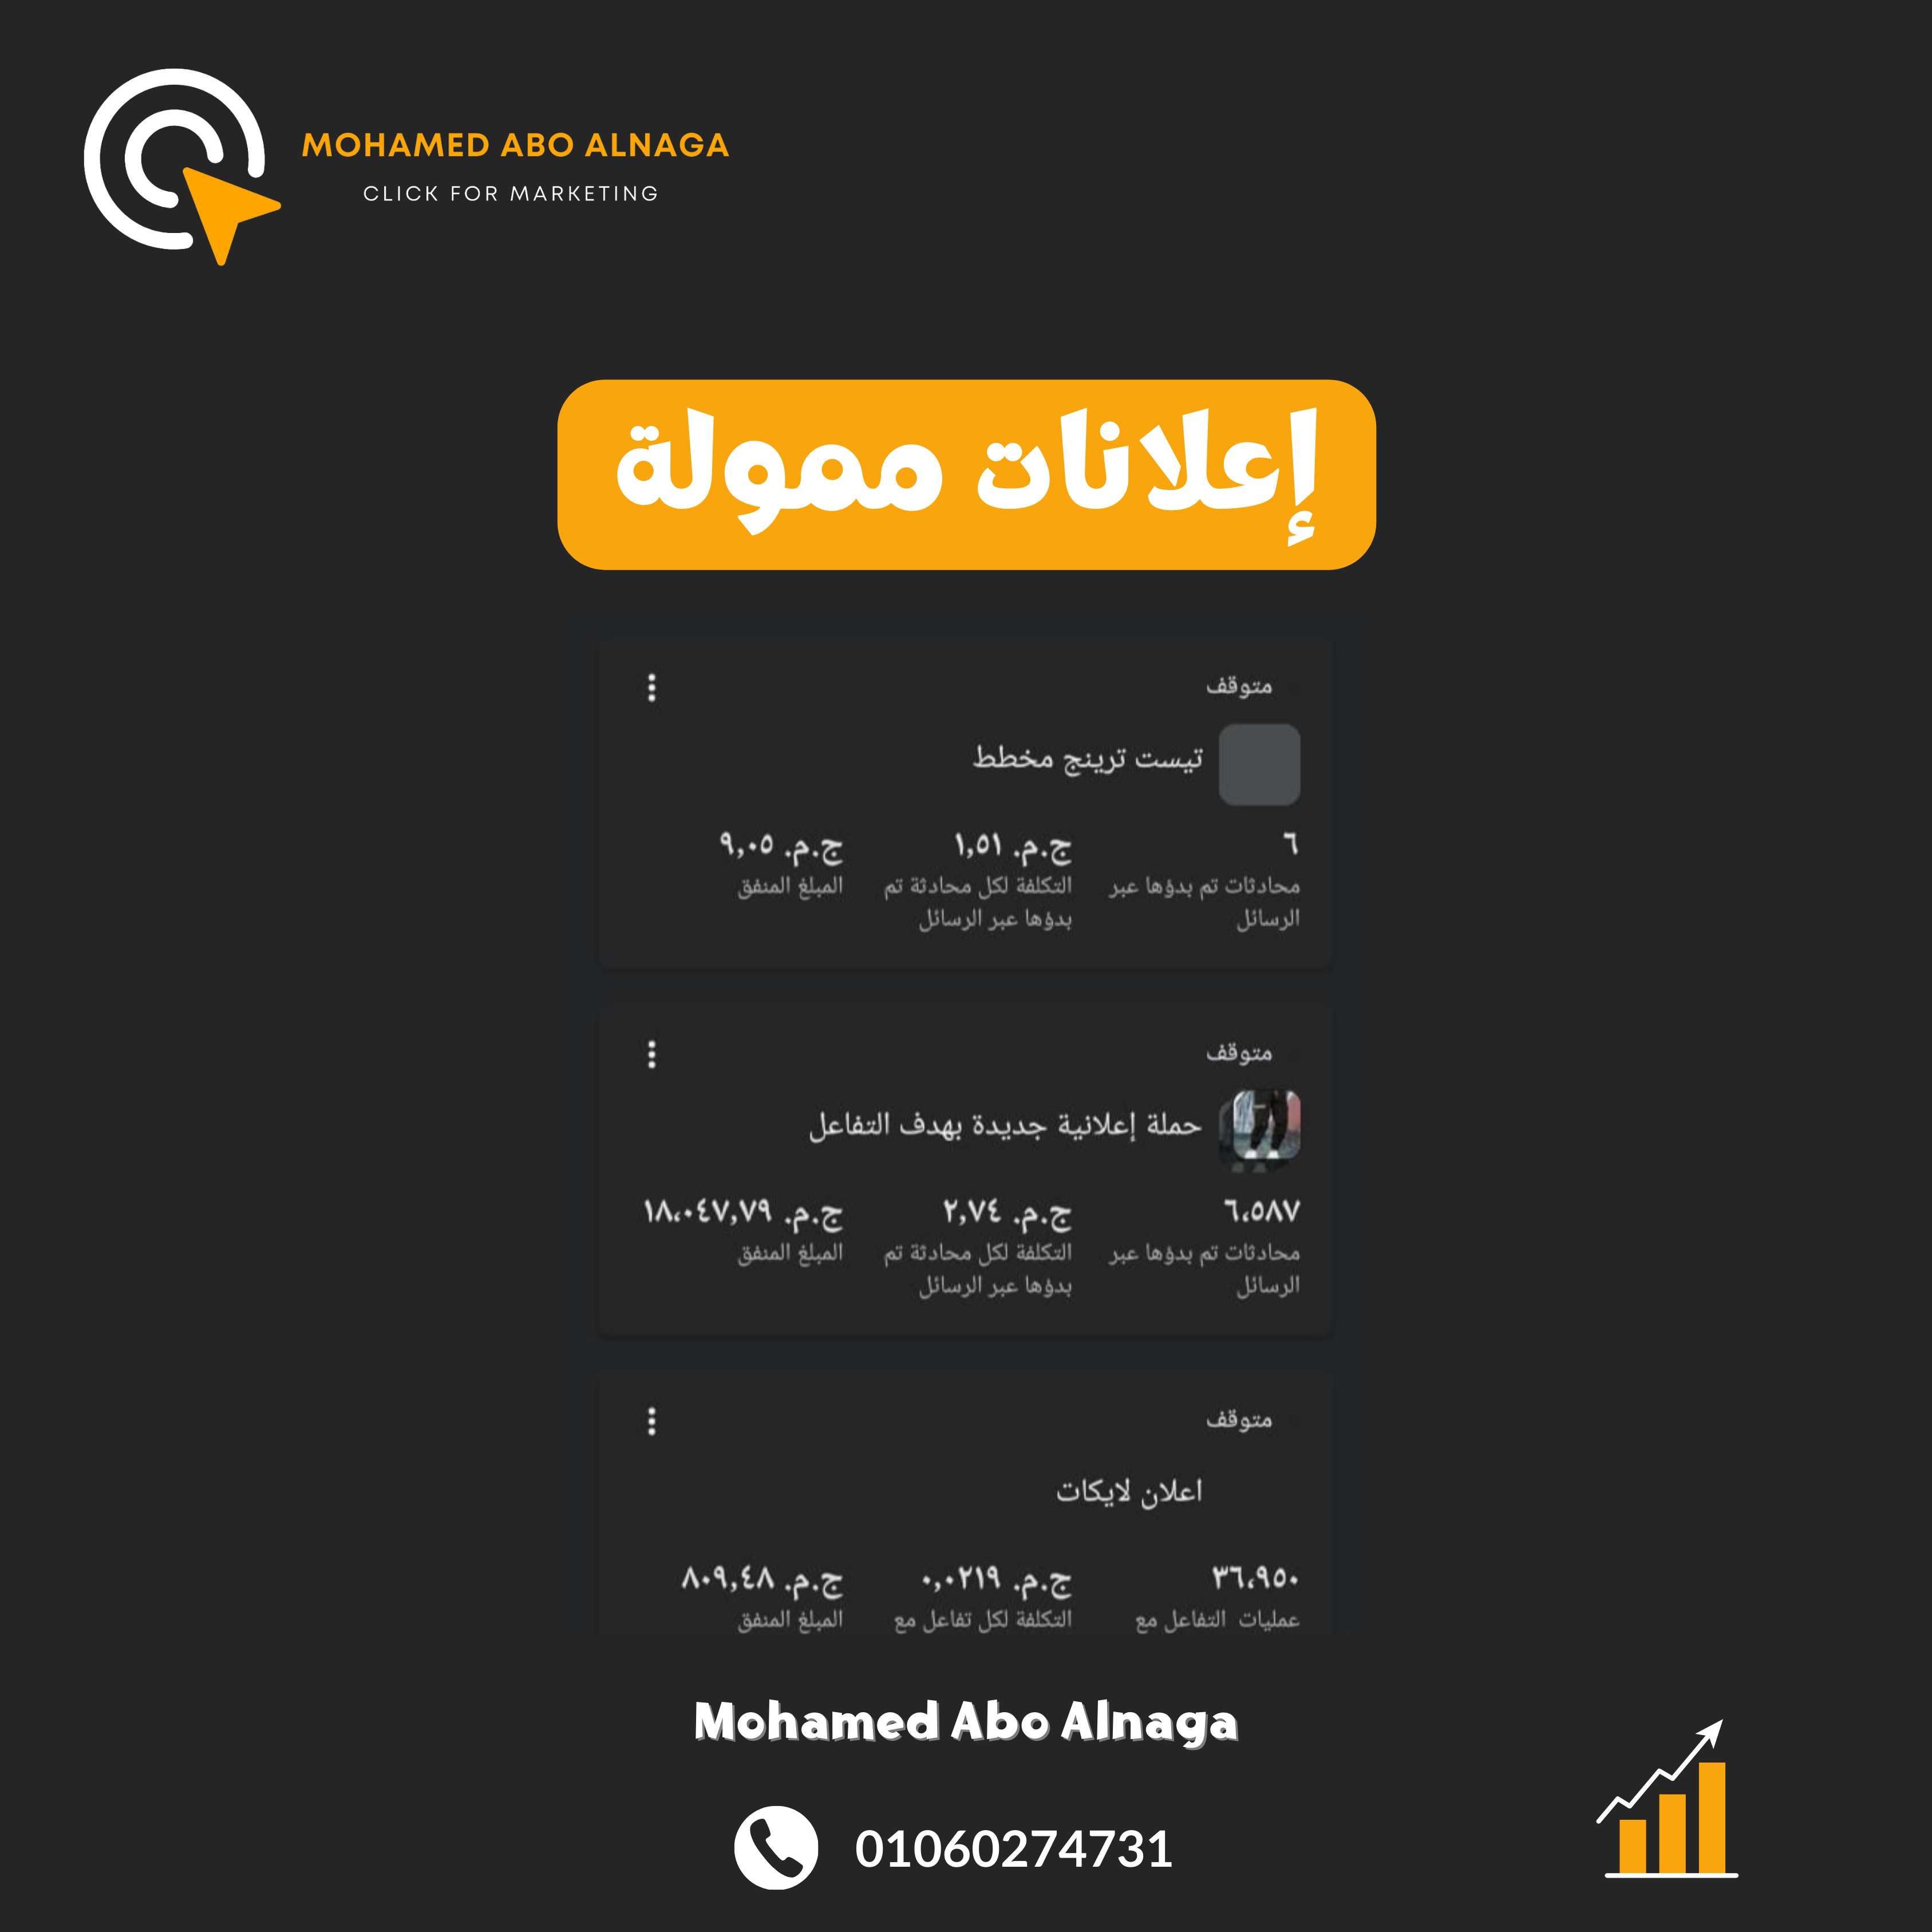 MOHAMED ABO ALNAGA
CLICK FOR MARKETING
إعلانات ممولة
متوقف
تيست ترينج مخطط
٦ ج.م. ١,٥١ ج.م. ٩,٠٥
محادثات تم بدؤها عبر التكلفة لكل محادثة تم المبلغ المنفق
الرسائل بدؤها عبر الرسائل
متوقف
حملة إعلانية جديدة بهدف التفاعل
٦،٥٨٧ ج.م. ٢,٧٤ ج.م. ١٨،٠٤٧,٧٩
محادثات تم بدؤها عبر التكلفة لكل محادثة تم المبلغ المنفق
الرسائل بدؤها عبر الرسائل
متوقف
اعلان لايكات
٣٦،٩٥٠ ج.م. ٠,٠٢١٩ ج.م. ٨٠٩,٤٨
عمليات التفاعل مع التكلفة لكل تفاعل مع المبلغ المنفق
Mohamed Abo Alnaga
01060274731